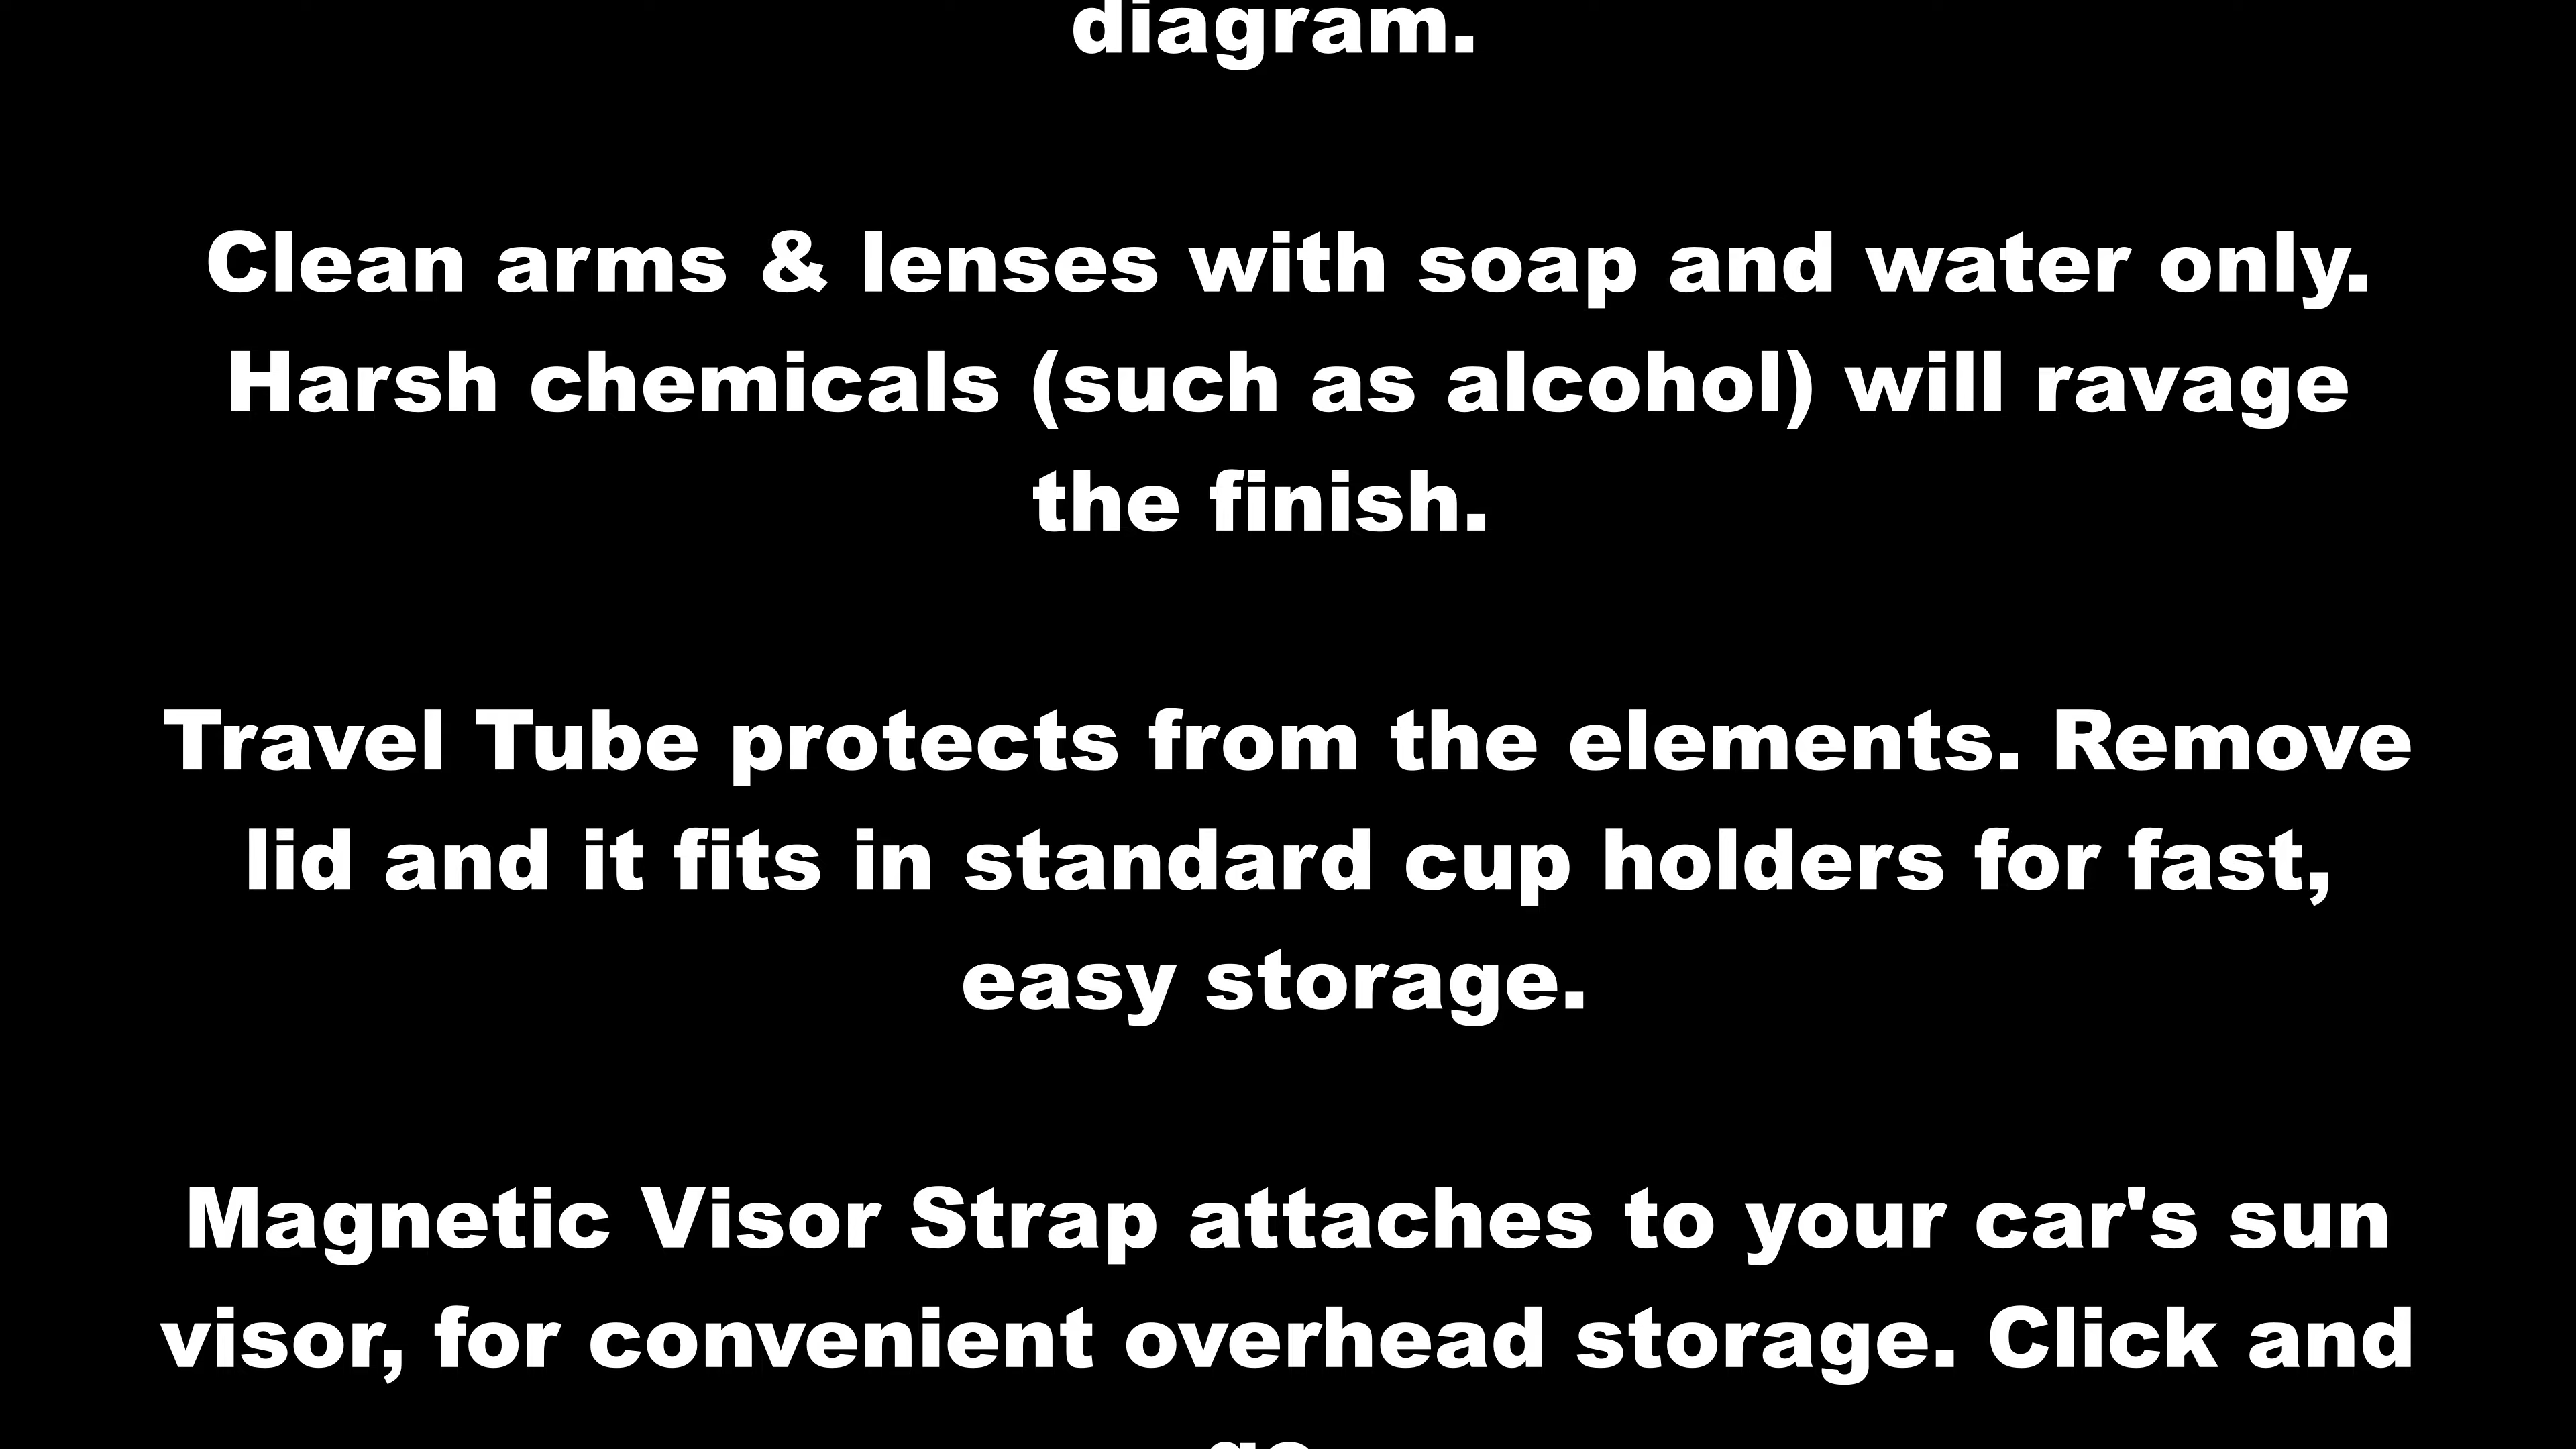 diagram.
Clean arms & lenses with soap and water only.
Harsh chemicals (such as alcohol) will ravage
the finish.
Travel Tube protects from the elements. Remove
lid and it fits in standard cup holders for fast,
easy storage.
Magnetic Visor Strap attaches to your car's sun
visor, for convenient overhead storage. Click and